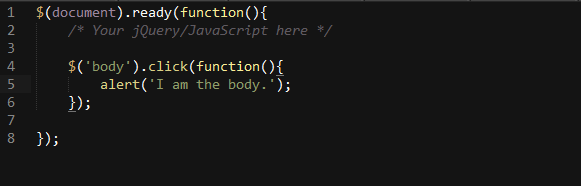 1 $(document).ready(function(){
2     /* Your jQuery/JavaScript here */
3
4     $('body').click(function(){
5         alert('I am the body.');
6     });
7
8 });